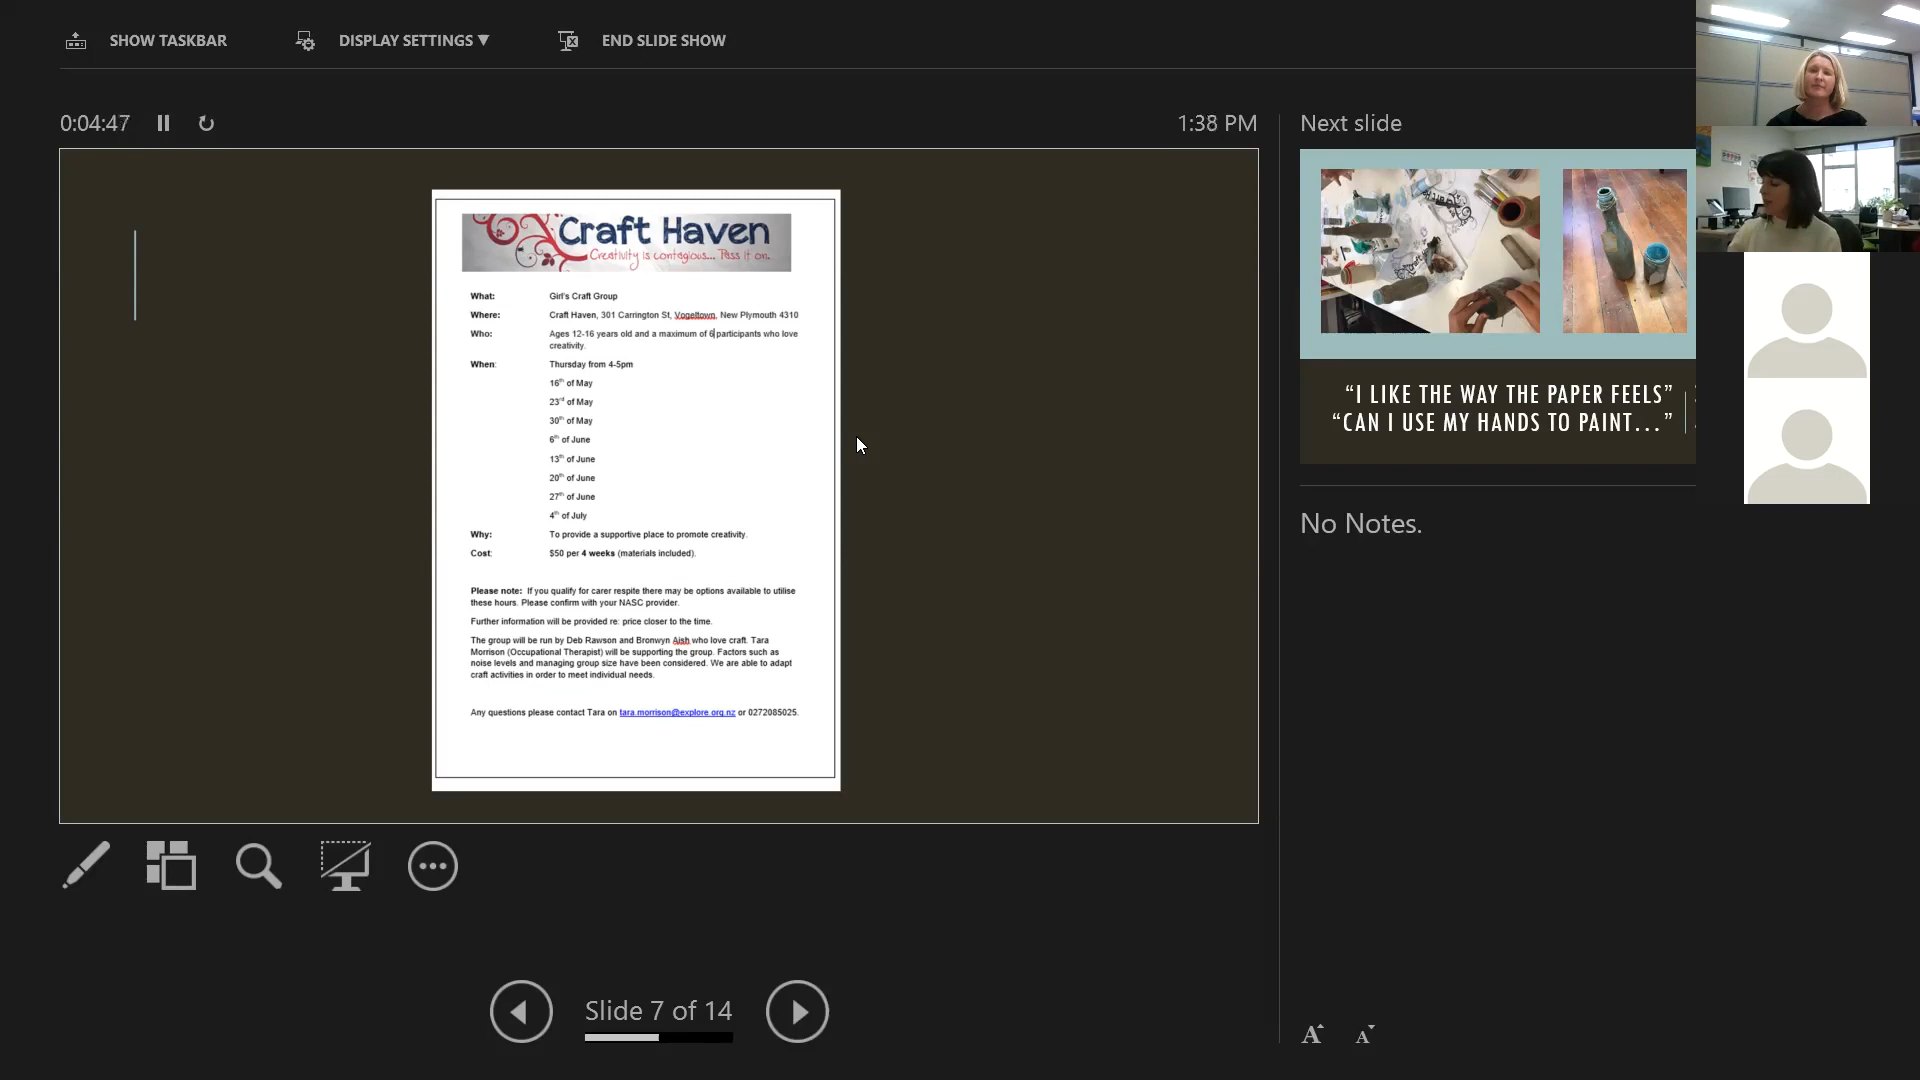 SHOW TASKBAR
DISPLAY SETTINGS ▼
END SLIDE SHOW
0:04:47
1:38 PM
Next slide
Craft Haven
Creativity is contagious... Pass it on.
What: Girl's Craft Group
Where: Craft Haven, 301 Carrington St, Vogeltown, New Plymouth 4310
Who: Ages 12-16 years old and a maximum of 6 participants who love
creativity.
When: Thursday from 4-5pm
16th of May
23rd of May
30th of May
6th of June
13th of June
20th of June
27th of June
4th of July
Why: To provide a supportive place to promote creativity.
Cost: $50 per 4 weeks (materials included).
Please note: If you qualify for carer respite there may be options available to utilise
these hours. Please confirm with your NASC provider.
Further information will be provided re: price closer to the time.
The group will be run by Deb Rawson and Bronwyn Aish who love craft. Tara
Morrison (Occupational Therapist) will be supporting the group. Factors such as
noise levels and managing group size have been considered. We are able to adapt
craft activities in order to meet individual needs.
Any questions please contact Tara on tara.morrison@explore.org.nz or 0272085025.
“I LIKE THE WAY THE PAPER FEELS”
“CAN I USE MY HANDS TO PAINT...”
No Notes.
Slide 7 of 14
A A